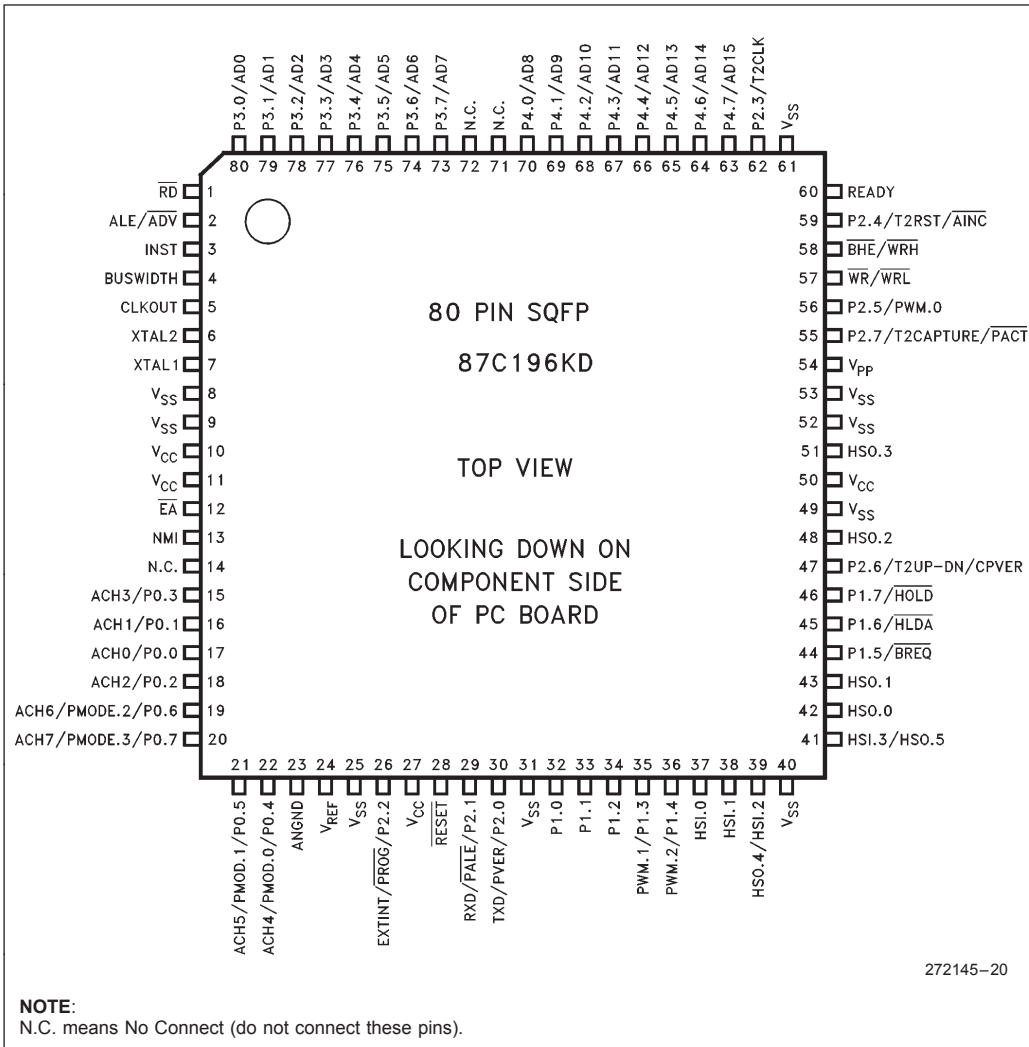 P3.0/AD0
P3.1/AD1
P3.2/AD2
P3.3/AD3
P3.4/AD4
P3.5/AD5
P3.6/AD6
P3.7/AD7
N.C.
N.C.
P4.0/AD8
P4.1/AD9
P4.2/AD10
P4.3/AD11
P4.4/AD12
P4.5/AD13
P4.6/AD14
P4.7/AD15
P2.3/T2CLK
VSS
80 79 78 77 76 75 74 73 72 71 70 69 68 67 66 65 64 63 62 61
RD 1
ALE/ADV 2
INST 3
BUSWIDTH 4
CLKOUT 5
XTAL2 6
XTAL1 7
VSS 8
VSS 9
VCC 10
VCC 11
EA 12
NMI 13
N.C. 14
ACH3/P0.3 15
ACH1/P0.1 16
ACH0/P0.0 17
ACH2/P0.2 18
ACH6/PMODE.2/P0.6 19
ACH7/PMODE.3/P0.7 20
80 PIN SQFP
87C196KD
TOP VIEW
LOOKING DOWN ON
COMPONENT SIDE
OF PC BOARD
60 READY
59 P2.4/T2RST/AINC
58 BHE/WRH
57 WR/WRL
56 P2.5/PWM.0
55 P2.7/T2CAPTURE/PACT
54 VPP
53 VSS
52 VSS
51 HSO.3
50 VCC
49 VSS
48 HSO.2
47 P2.6/T2UP-DN/CPVER
46 P1.7/HOLD
45 P1.6/HLDA
44 P1.5/BREQ
43 HSO.1
42 HSO.0
41 HSI.3/HSO.5
21 22 23 24 25 26 27 28 29 30 31 32 33 34 35 36 37 38 39 40
ACH5/PMOD.1/P0.5
ACH4/PMOD.0/P0.4
ANGND
VREF
VSS
EXTINT/PROG/P2.2
VCC
RESET
RXD/PALE/P2.1
TXD/PVER/P2.0
VSS
P1.0
P1.1
P1.2
PWM.1/P1.3
PWM.2/P1.4
HSI.0
HSI.1
HSO.4/HSI.2
VSS
272145–20
NOTE:
N.C. means No Connect (do not connect these pins).